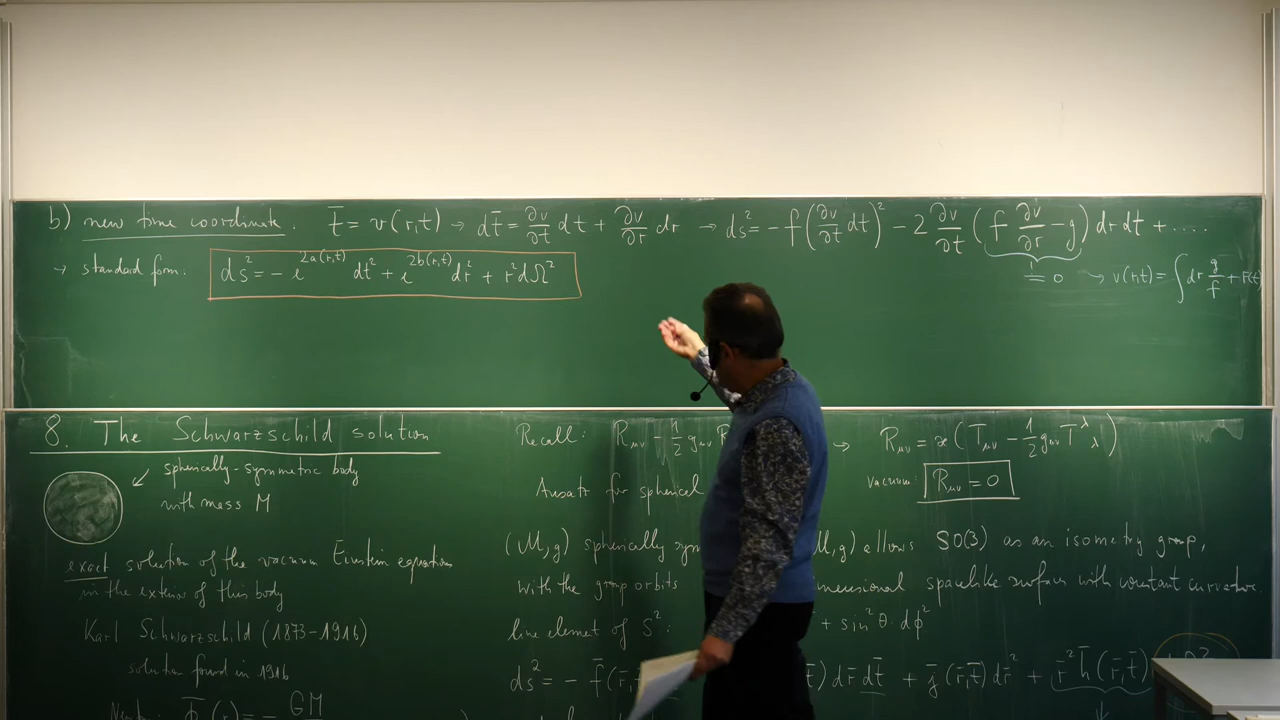 b) new time coordinate. t̄ = v(r,t) → dt̄ = ∂v/∂t dt + ∂v/∂r dr → ds² = -f(∂v/∂t dt)² - 2 ∂v/∂t (f ∂v/∂r - g) dr dt + ....
=! 0 → v(r,t) = ∫dr g/f + F(t)
→ standard form: ds² = -e^{2a(r,t)} dt² + e^{2b(r,t)} dr² + r²dΩ²
8. The Schwarzschild solution
spherically-symmetric body
with mass M
exact solution of the vacuum Einstein equations
in the exterior of this body
Karl Schwarzschild (1873-1916)
solution found in 1916
GM
Recall: R_μν - 1/2 g_μν R → R_μν = ϰ(T_μν - 1/2 g_μν T^λ_λ)
vacuum: R_μν = 0
Ansatz for spherical
(M,g) spherically sym M,g) allows SO(3) as an isometry group,
with the group orbits mensional spacelike surface with constant curvature.
line element of S²: + sin²θ·dϕ²
ds² = - f̄(r̄, t̄) dr̄ dt̄ + j̄(r̄,t̄) dr̄² + r̄² h̄(r̄,t̄)